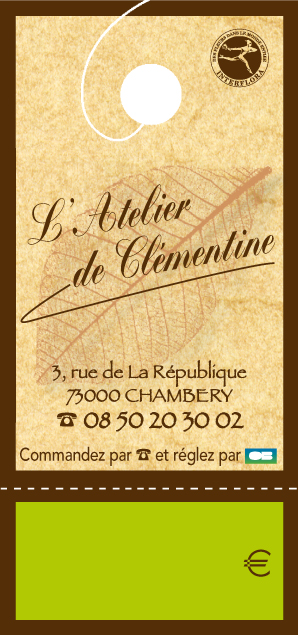 INTERFLORA
L'Atelier
de Clémentine
3, rue de La République
73000 CHAMBERY
☎ 08 50 20 30 02
Commandez par ☎ et réglez par CB
€